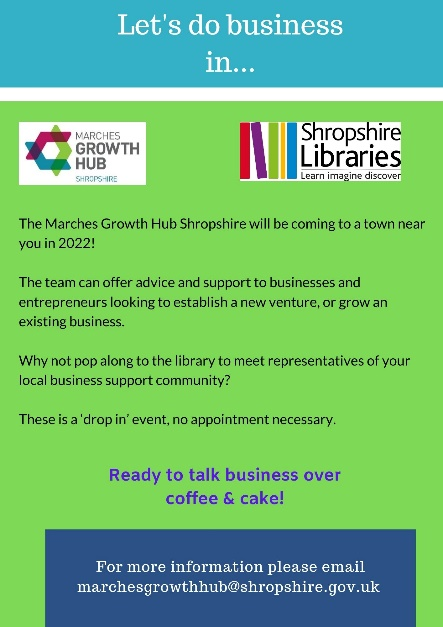 Let's do business
in...
MARCHES
GROWTH
HUB
SHROPSHIRE
Shropshire
Libraries
Learn imagine discover
The Marches Growth Hub Shropshire will be coming to a town near
you in 2022!
The team can offer advice and support to businesses and
entrepreneurs looking to establish a new venture, or grow an
existing business.
Why not pop along to the library to meet representatives of your
local business support community?
These is a 'drop in' event, no appointment necessary.
Ready to talk business over
coffee & cake!
For more information please email
marchesgrowthhub@shropshire.gov.uk